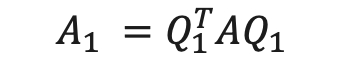 A₁ = Q₁ᵀAQ₁